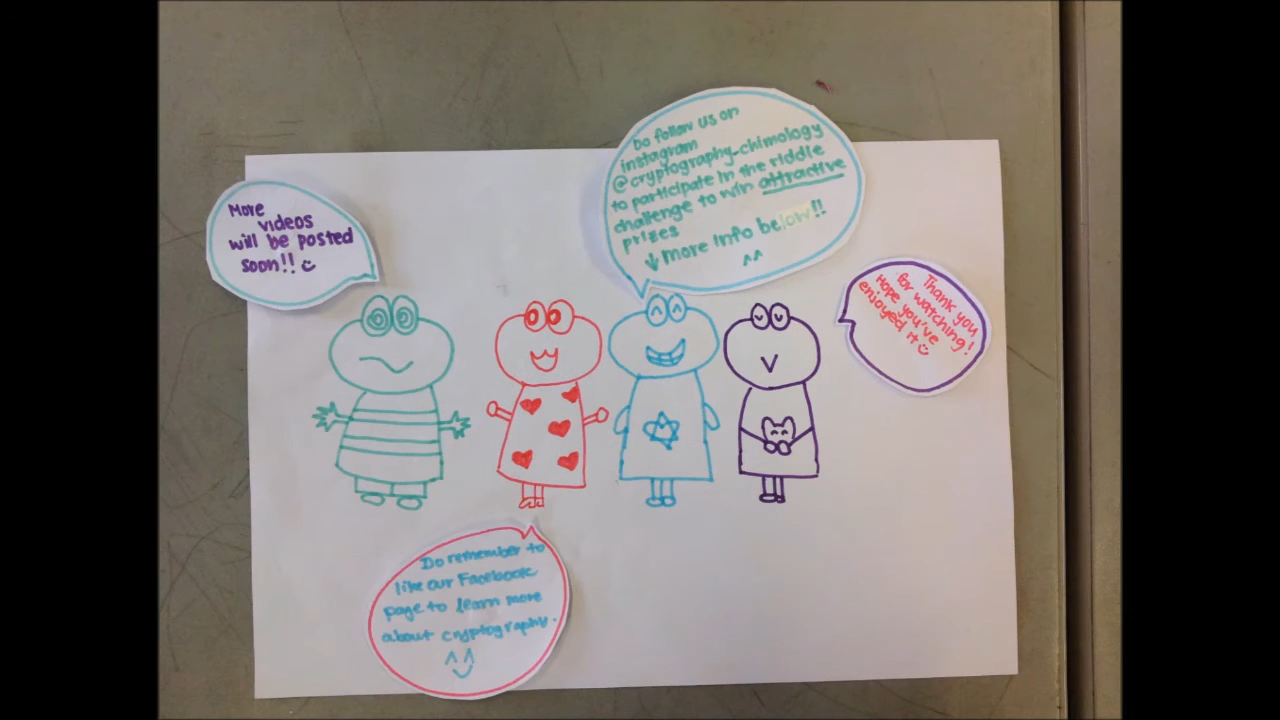 More
videos
will be posted
soon!!
Do follow us on
instagram
@cryptography_chimology
to participate in the riddle
challenge to win attractive
prizes
↓ more info below!!
^^
Thank you
for watching!
Hope you've
enjoyed it
Do remember to
like our Facebook
page to learn more
about cryptography.